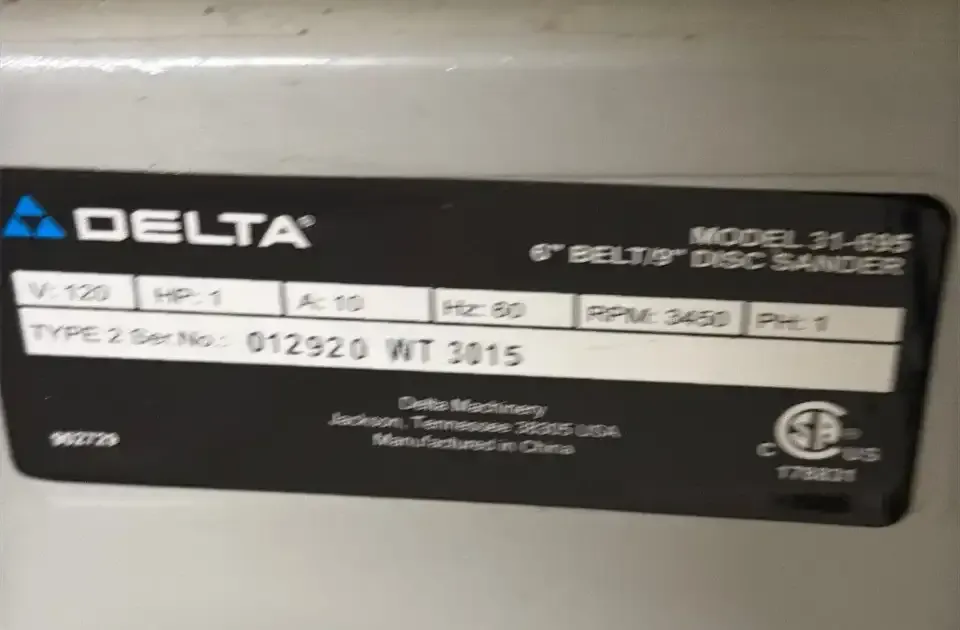 DELTA®
MODEL 31-695
6" BELT/9" DISC SANDER
V: 120 HP: 1 A: 10 Hz: 60 RPM: 3450 PH: 1
TYPE 2 Ser.No.: 012920 WT 3015
Delta Machinery
Jackson, Tennessee 38305 USA
Manufactured in China
902729
C US
178831